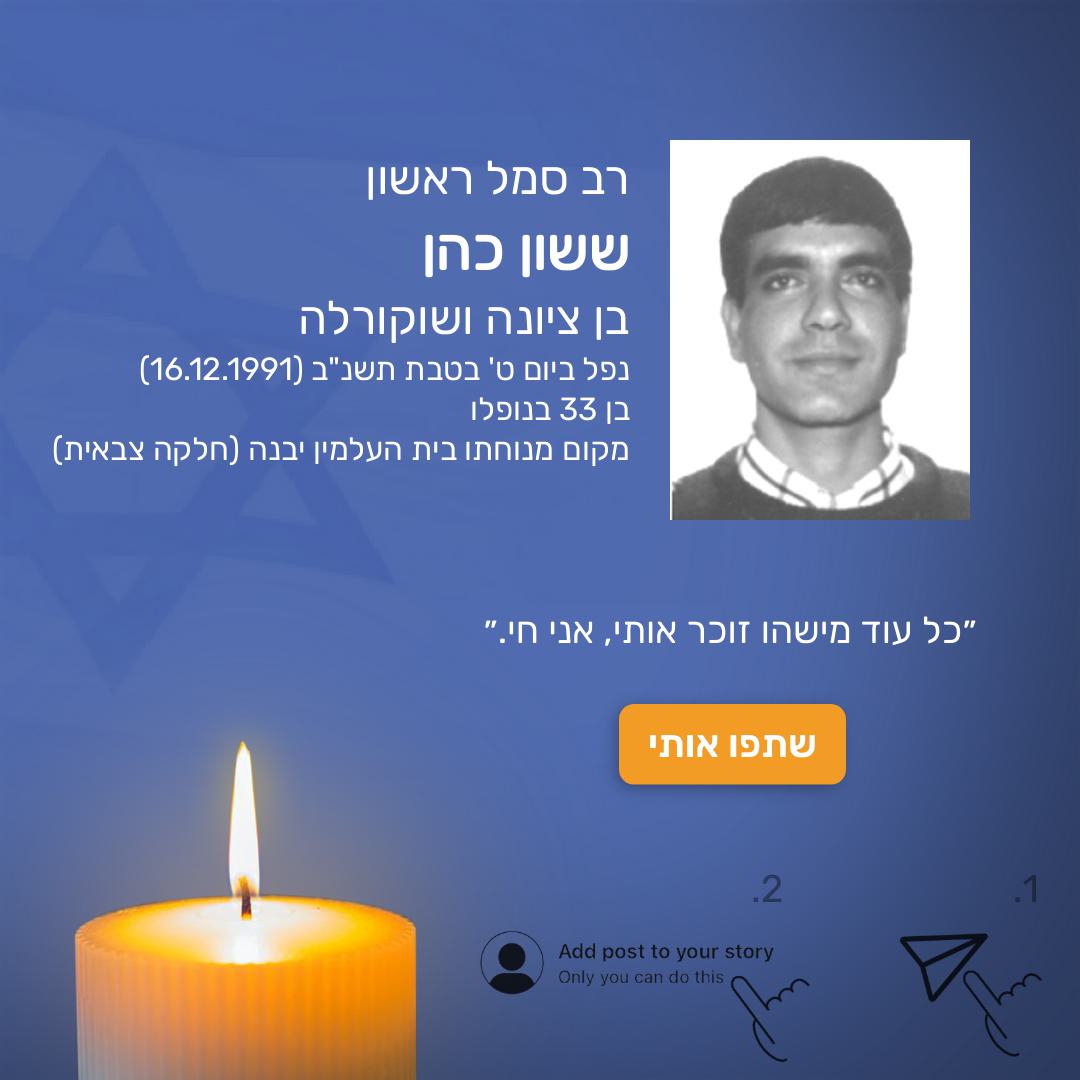 רב סמל ראשון
ששון כהן
בן ציונה ושוקורלה
נפל ביום ט' בטבת תשנ"ב (16.12.1991)
בן 33 בנופלו
מקום מנוחתו בית העלמין יבנה (חלקה צבאית)
״כל עוד מישהו זוכר אותי, אני חי.״
שתפו אותי
1.
2.
Add post to your story
Only you can do this